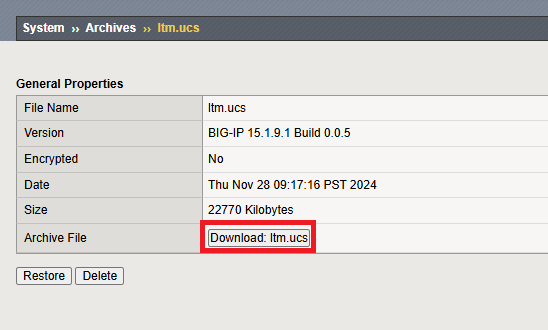 System ›› Archives ›› ltm.ucs
General Properties
File Name ltm.ucs
Version BIG-IP 15.1.9.1 Build 0.0.5
Encrypted No
Date Thu Nov 28 09:17:16 PST 2024
Size 22770 Kilobytes
Archive File Download: ltm.ucs
Restore Delete